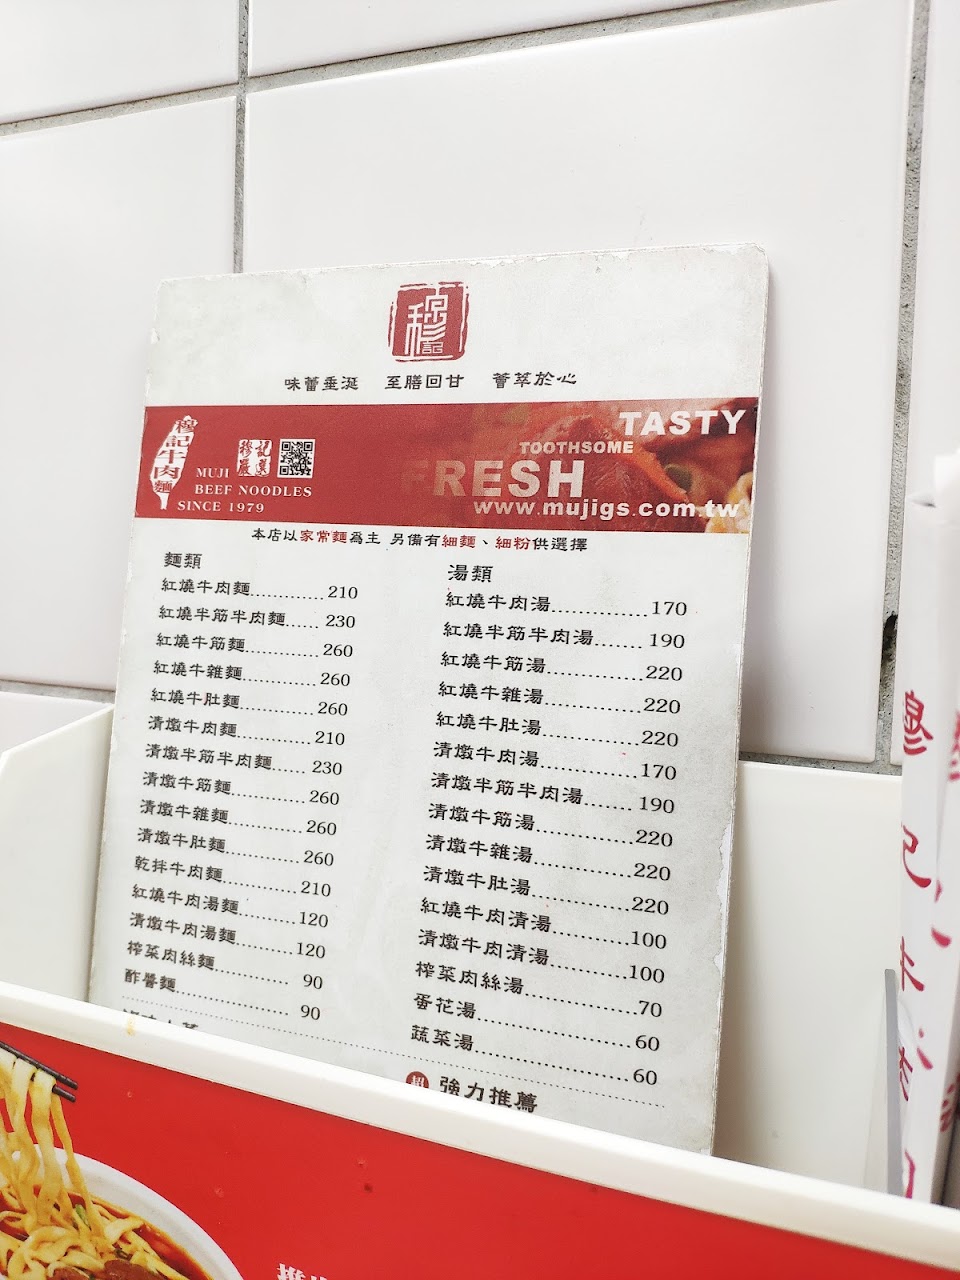 穆記
味蕾垂涎 至膳回甘 薈萃於心
穆記牛肉麵
MUJI
BEEF NOODLES
SINCE 1979
TASTY
TOOTHSOME
FRESH
www.mujigs.com.tw
本店以家常麵為主 另備有細麵、細粉供選擇
麵類
紅燒牛肉麵............210
紅燒半筋半肉麵......230
紅燒牛筋麵............260
紅燒牛雜麵............260
紅燒牛肚麵............260
清燉牛肉麵............210
清燉半筋半肉麵......230
清燉牛筋麵............260
清燉牛雜麵............260
清燉牛肚麵............260
乾拌牛肉麵............210
紅燒牛肉湯麵.........120
清燉牛肉湯麵.........120
榨菜肉絲麵............90
酢醬麵..................90
湯類
紅燒牛肉湯...............170
紅燒半筋半肉湯.......190
紅燒牛筋湯...............220
紅燒牛雜湯...............220
紅燒牛肚湯...............220
清燉牛肉湯...............170
清燉半筋半肉湯.......190
清燉牛筋湯...............220
清燉牛雜湯...............220
清燉牛肚湯...............220
紅燒牛肉清湯............100
清燉牛肉清湯............100
榨菜肉絲湯...............70
蛋花湯......................60
蔬菜湯......................60
強力推薦